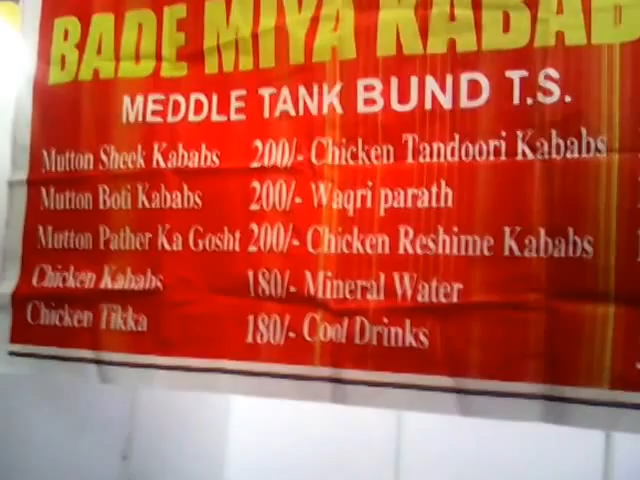 BADE MIYA KABAB
MEDDLE TANK BUND T.S.
Mutton Sheek Kababs 200/- Chicken Tandoori Kababs
Mutton Boti Kababs 200/- Waqri parath
Mutton Pather Ka Gosht 200/- Chicken Reshime Kababs
Chicken Kababs 180/- Mineral Water
Chicken Tikka 180/- Cool Drinks